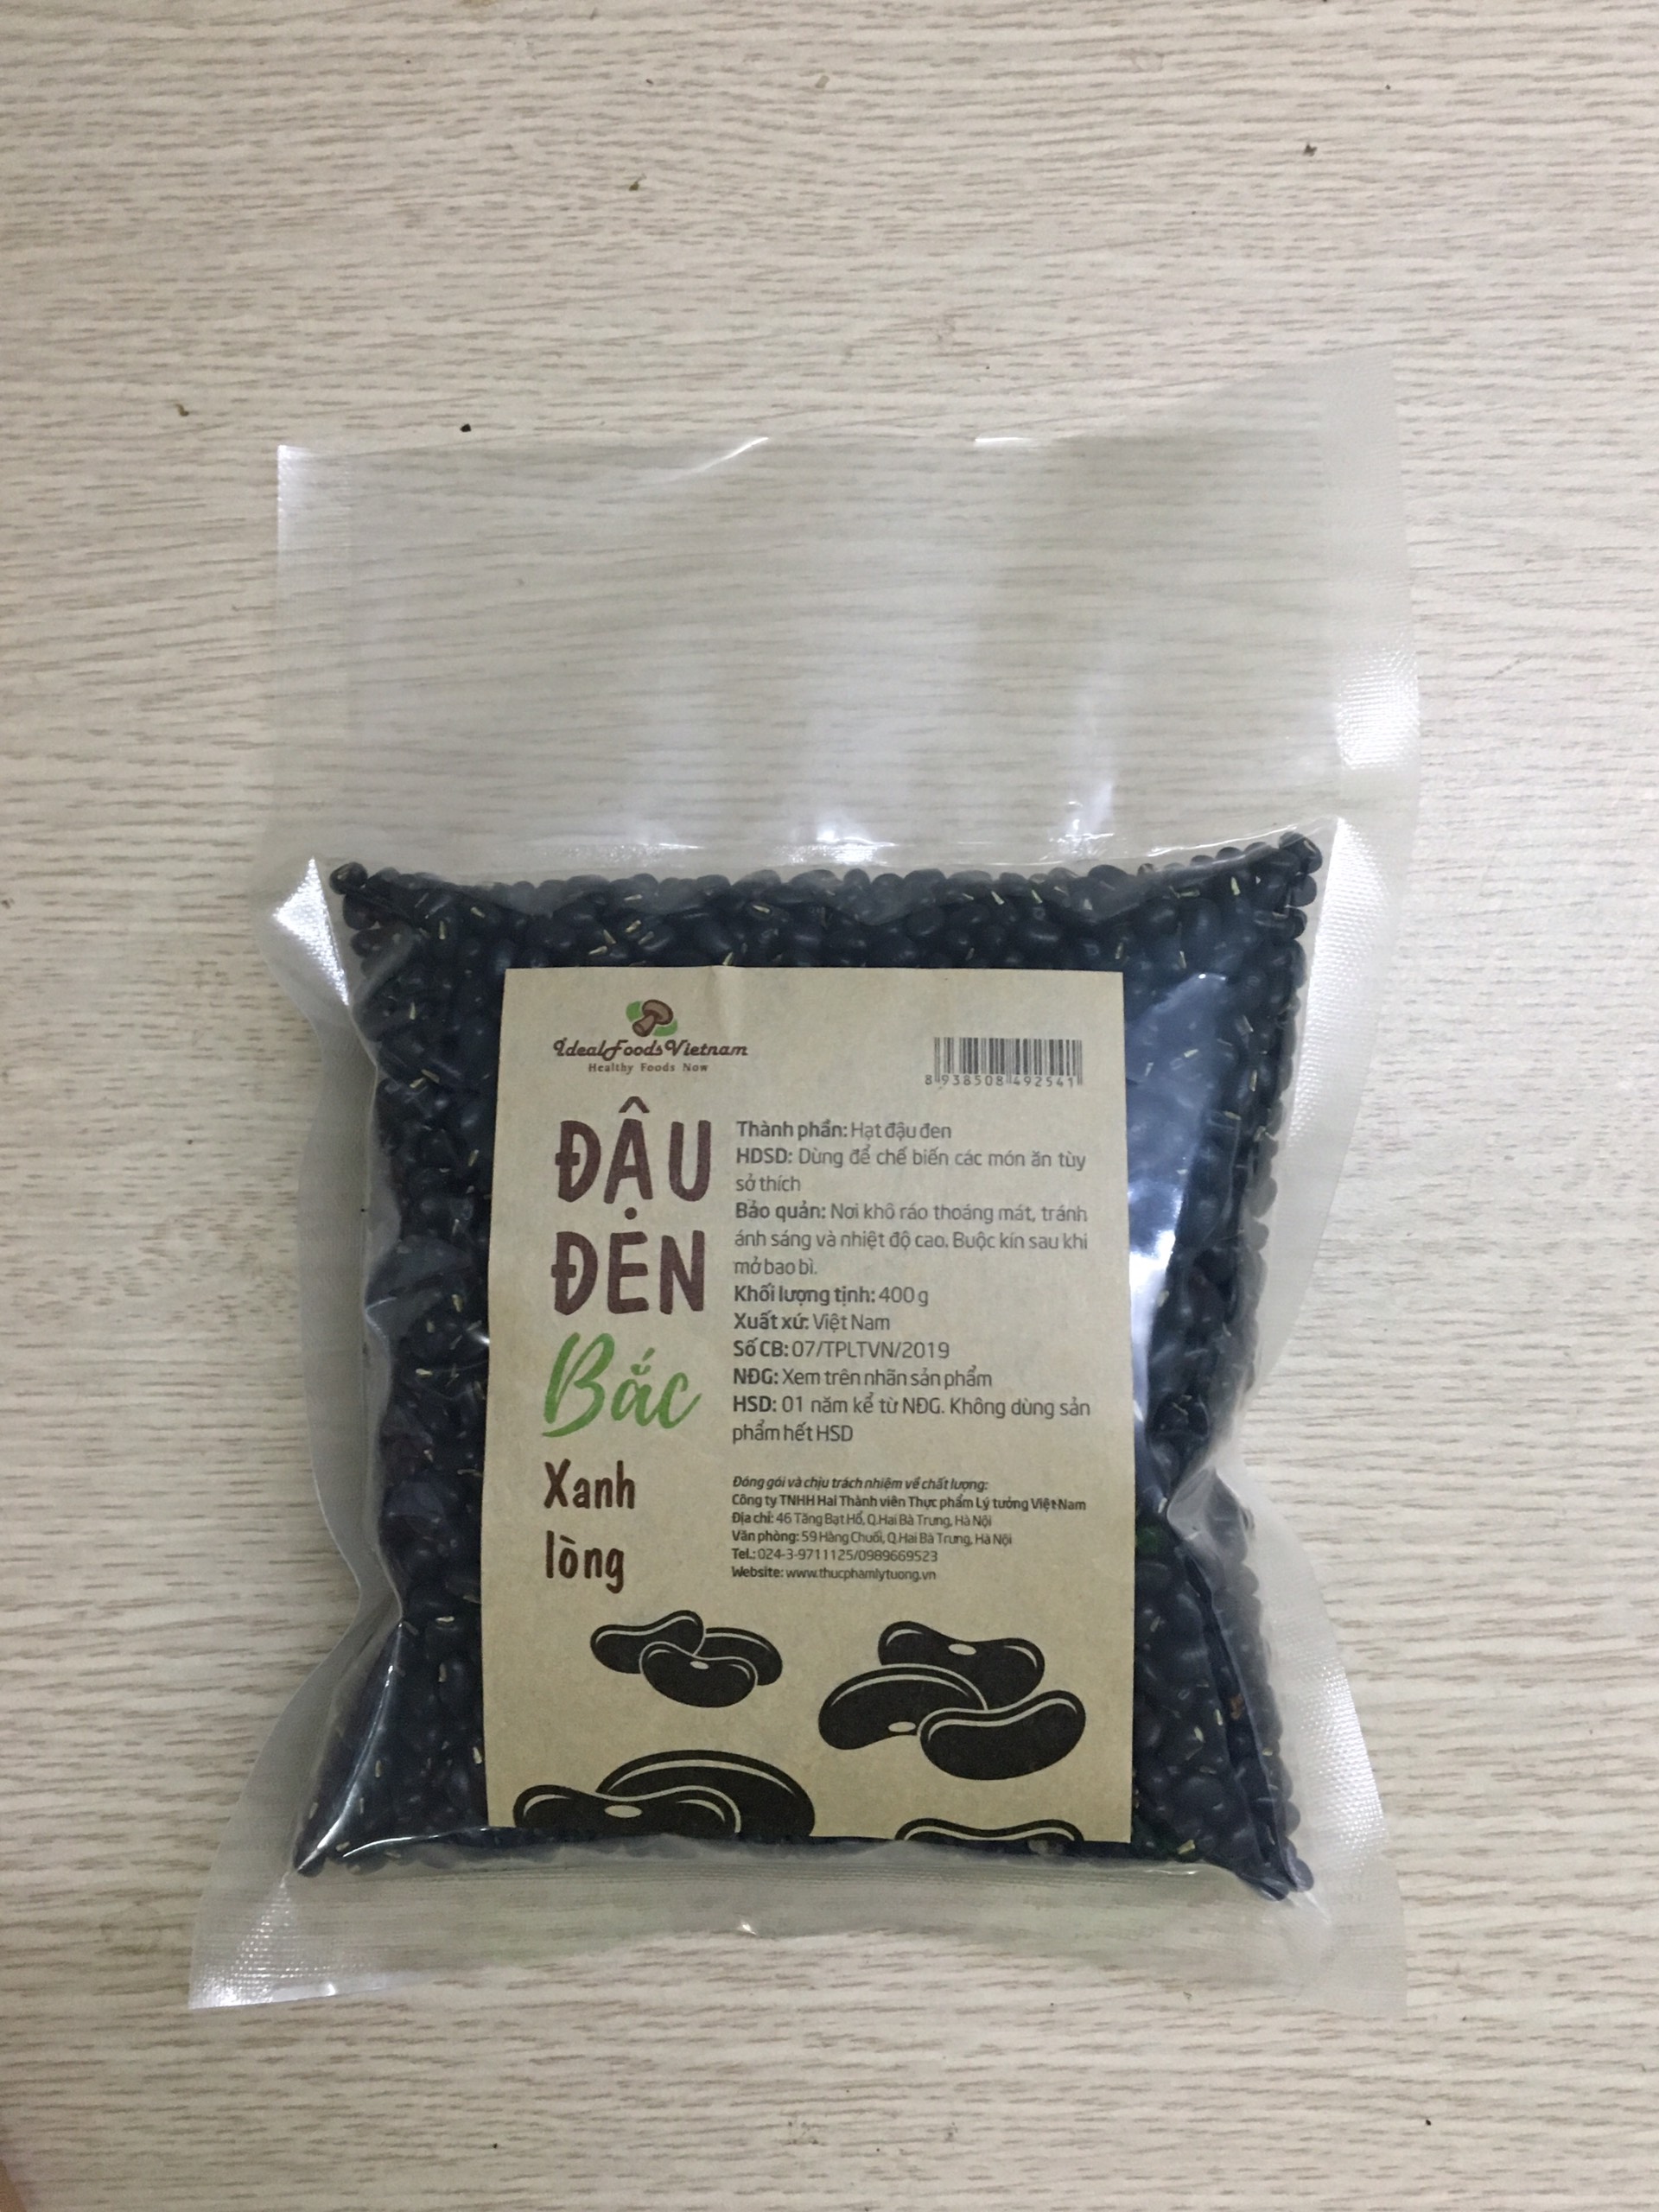 IdealFoodsVietnam
Healthy Foods Now
8 938508 492541
ĐẬU
ĐEN
Bắc
Xanh
lòng
Thành phần: Hạt đậu đen
HDSD: Dùng để chế biến các món ăn tùy
sở thích
Bảo quản: Nơi khô ráo thoáng mát, tránh
ánh sáng và nhiệt độ cao. Buộc kín sau khi
mở bao bì.
Khối lượng tịnh: 400 g
Xuất xứ: Việt Nam
Số CB: 07/TPLTVN/2019
NĐG: Xem trên nhãn sản phẩm
HSD: 01 năm kể từ NĐG. Không dùng sản
phẩm hết HSD
Đóng gói và chịu trách nhiệm về chất lượng:
Công ty TNHH Hai Thành viên Thực phẩm Lý tưởng Việt Nam
Địa chỉ: 46 Tăng Bạt Hổ, Q.Hai Bà Trưng, Hà Nội
Văn phòng: 59 Hàng Chuối, Q.Hai Bà Trưng, Hà Nội
Tel.: 024-3-9711125/0989669523
Website: www.thucphamlytuong.vn